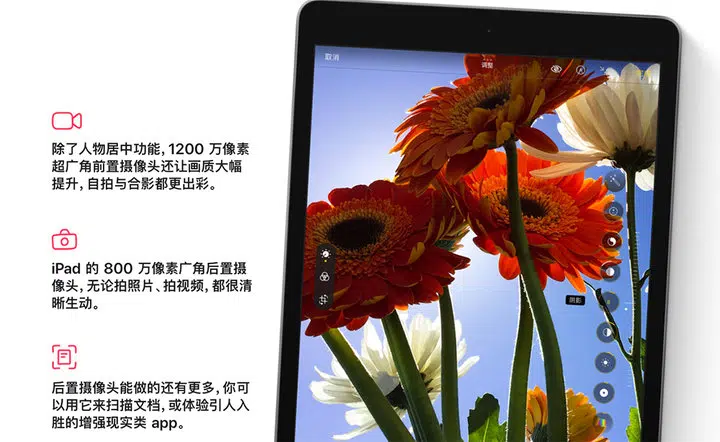 除了人物居中功能，1200 万像素
超广角前置摄像头还让画质大幅
提升，自拍与合影都更出彩。
iPad 的 800 万像素广角后置摄
像头，无论拍照片、拍视频，都很清
晰生动。
后置摄像头能做的还有更多，你可
以用它来扫描文档，或体验引人入
胜的增强现实类 app。
取消
调整
阴影